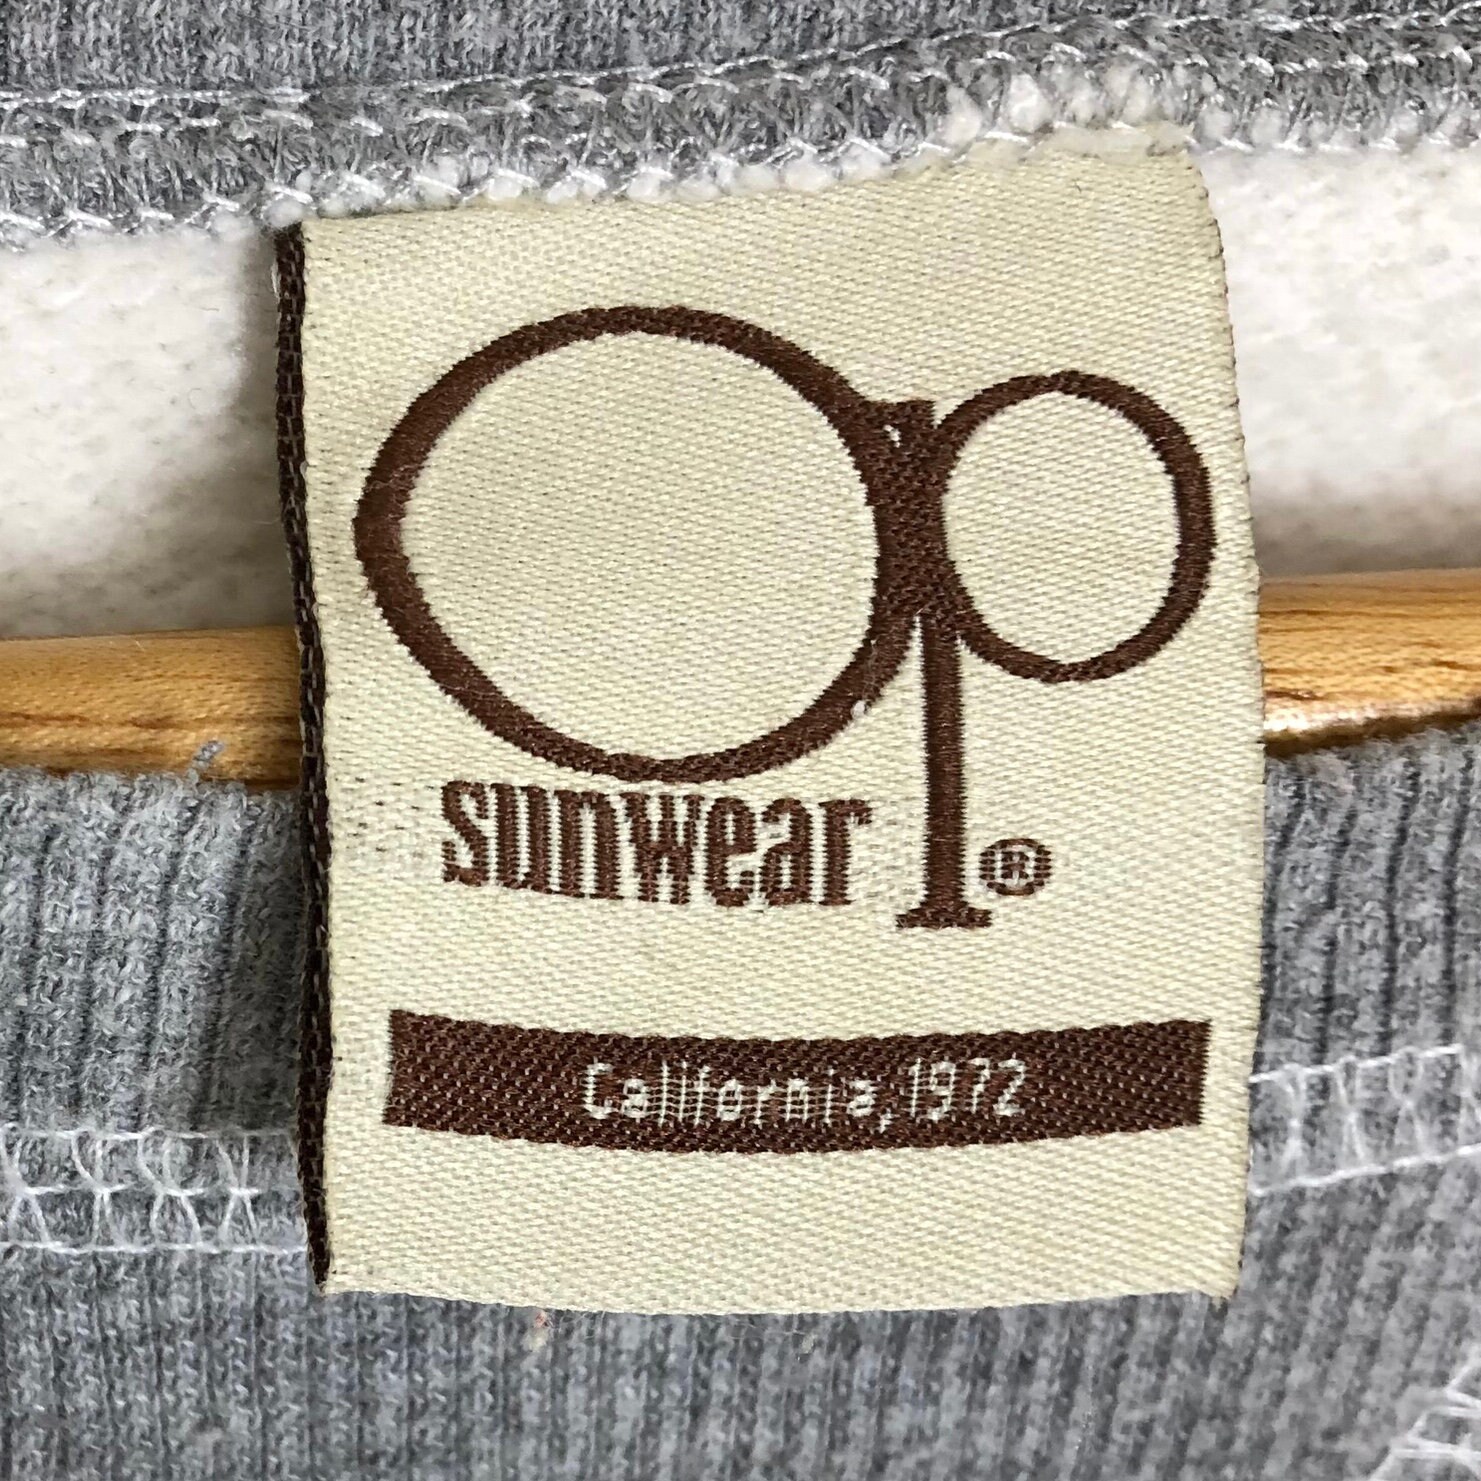 op
sunwear ®
California, 1972